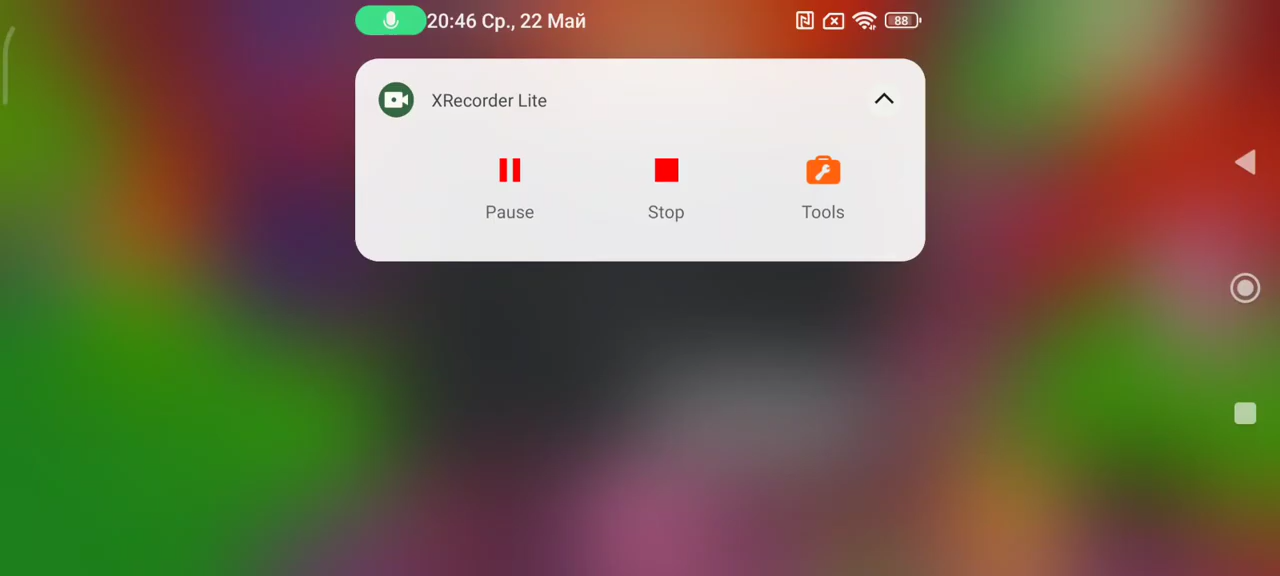 20:46 Ср., 22 Май
88
XRecorder Lite
Pause
Stop
Tools